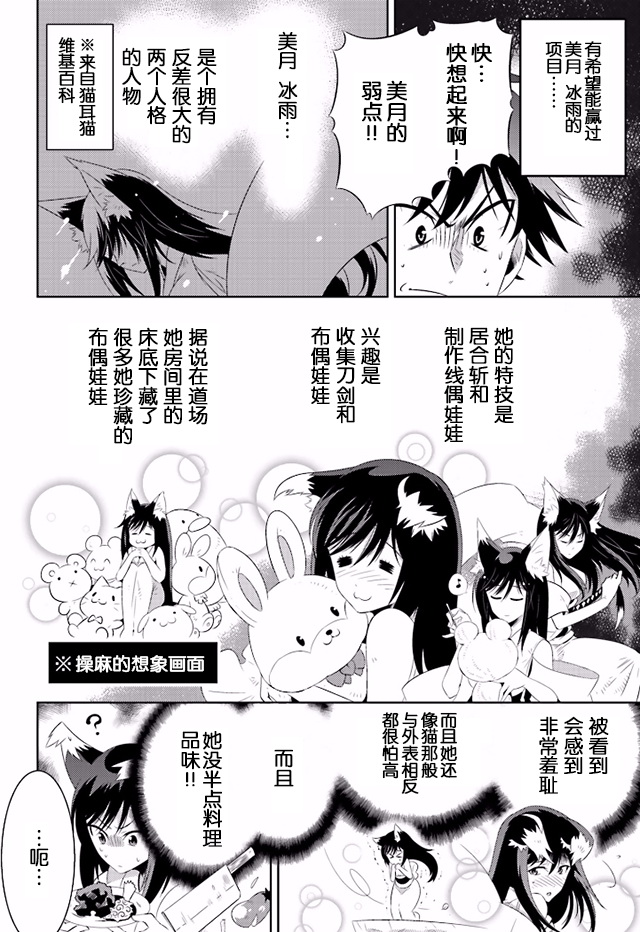 有希望能赢过
美月 冰雨的
项目……
快…
快想起来啊！
美月的
弱点!!
美月 冰雨…
是个拥有
反差很大的
两个人格
的人物
※来自猫耳猫
维基百科
她的特技是
居合斩和
制作线偶娃娃
兴趣是
收集刀剑和
布偶娃娃
据说在道场
她房间里的
床底下藏了
很多她珍藏的
布偶娃娃
※操麻的想象画面
被看到
会感到
非常羞耻
而且她还
像猫那般
与外表相反
都很怕高
而且
她没半点料理
品味!!
?
…呃…